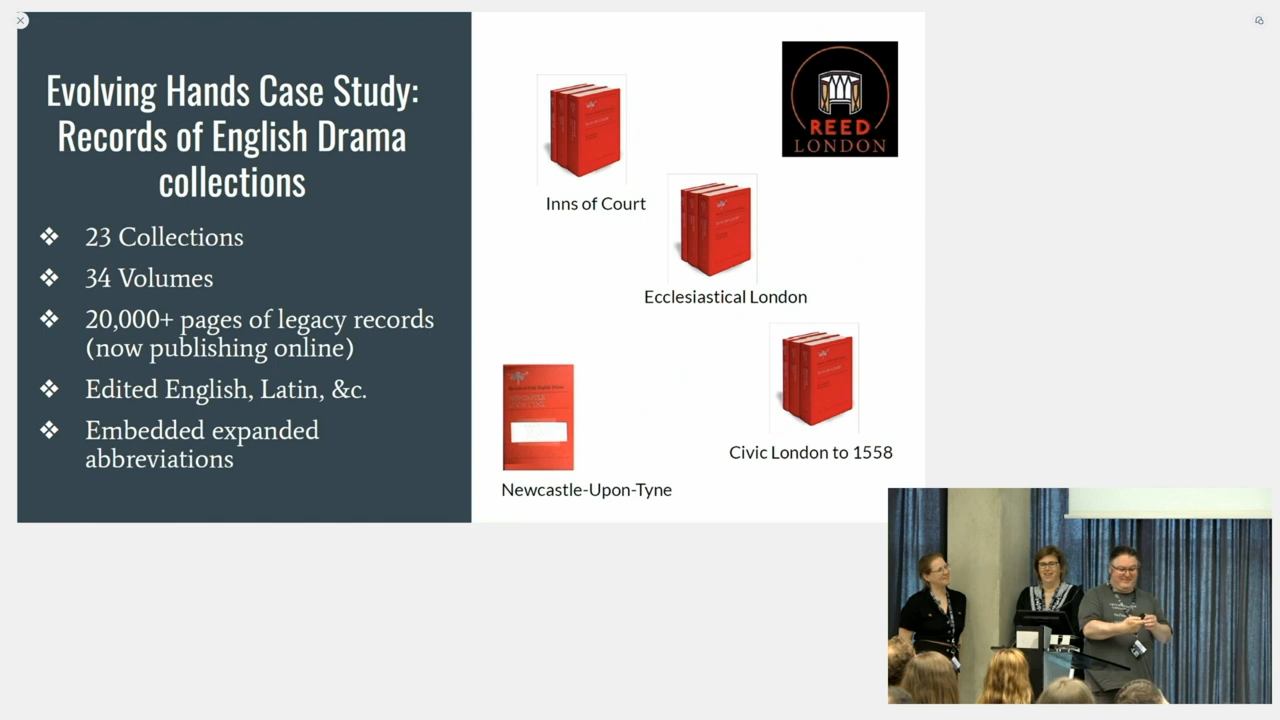 Evolving Hands Case Study:
Records of English Drama
collections
❖ 23 Collections
❖ 34 Volumes
❖ 20,000+ pages of legacy records
(now publishing online)
❖ Edited English, Latin, &c.
❖ Embedded expanded
abbreviations
REED
LONDON
Inns of Court
Ecclesiastical London
Civic London to 1558
Newcastle-Upon-Tyne